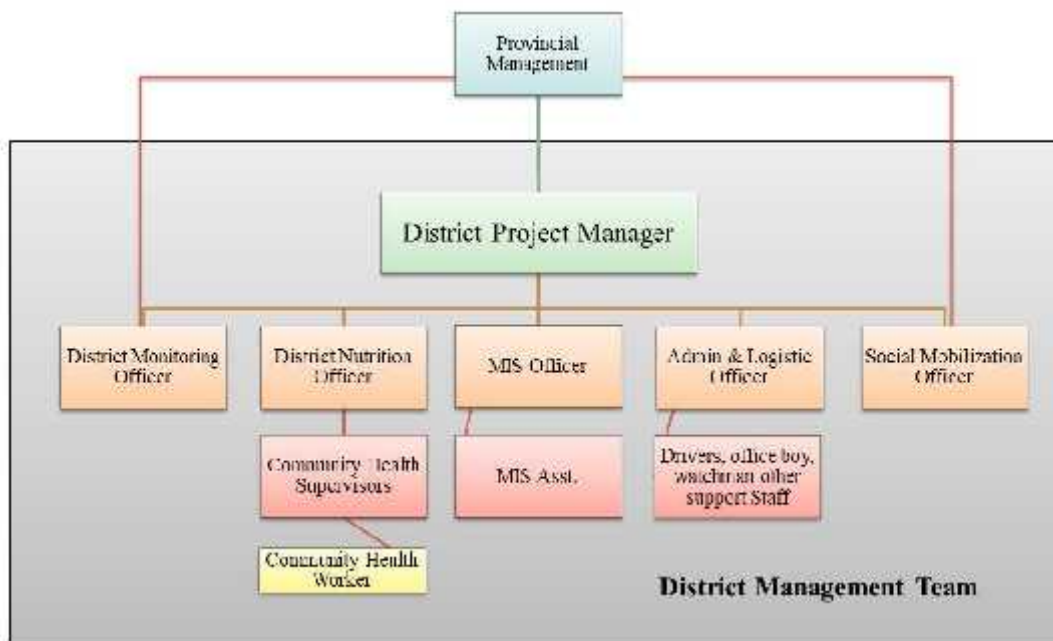 Provincial
Management
District Project Manager
District Monitoring
Officer
District Nutrition
Officer
MIS Officer
Admin & Logistic
Officer
Social Mobilization
Officer
Community Health
Supervisors
MIS Asst.
Drivers, office boy,
watchman other
support Staff
Community Health
Worker
District Management Team